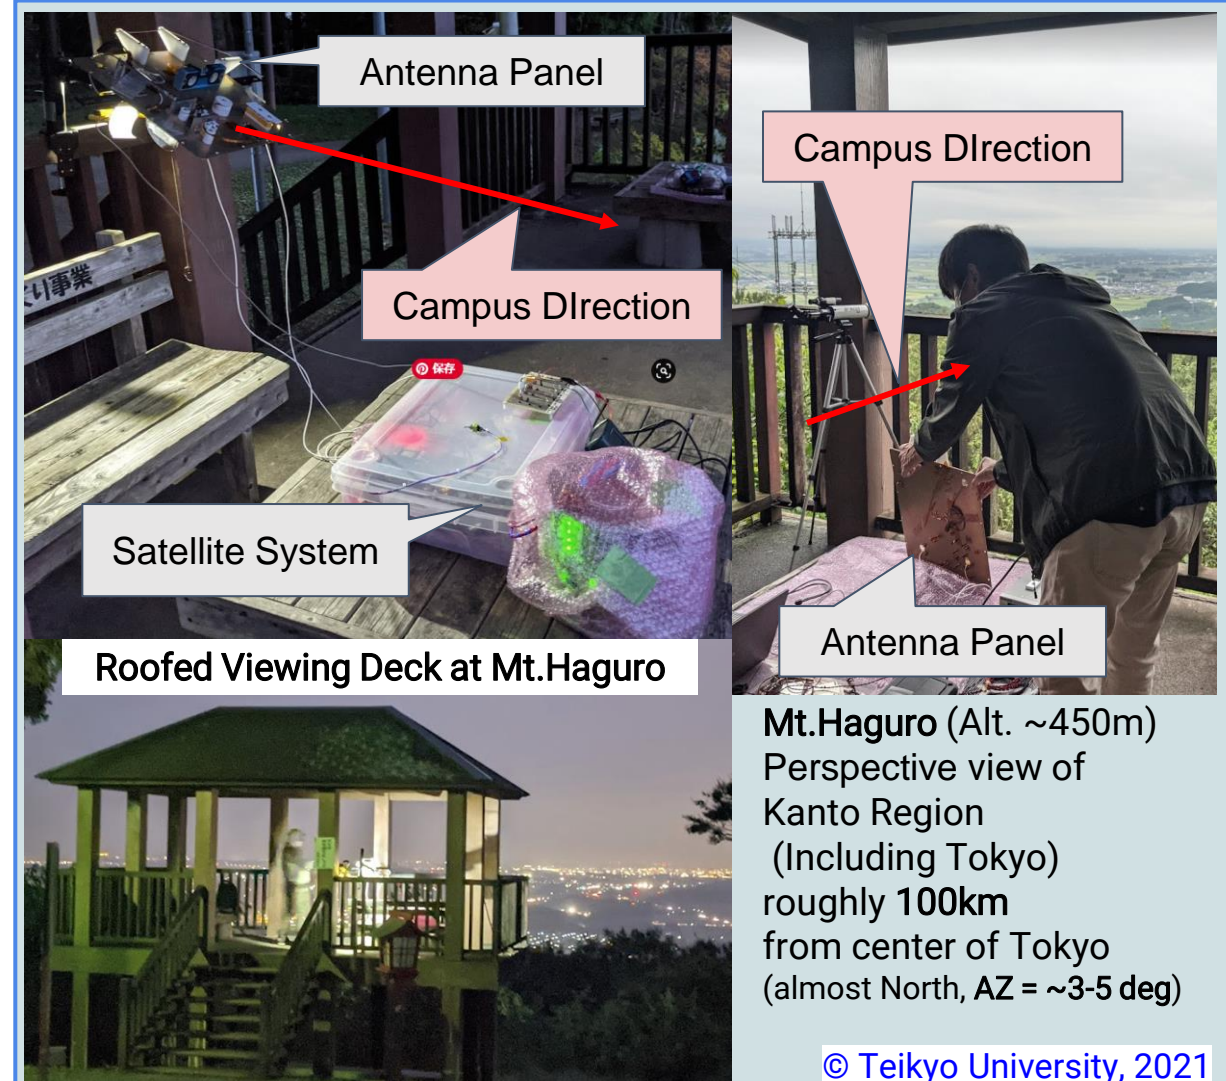 Antenna Panel
Campus DIrection
り事業
保存
Satellite System
Campus DIrection
Antenna Panel
Roofed Viewing Deck at Mt.Haguro
Mt.Haguro (Alt. ~450m)
Perspective view of
Kanto Region
(Including Tokyo)
roughly 100km
from center of Tokyo
(almost North, AZ = ~3-5 deg)
© Teikyo University, 2021